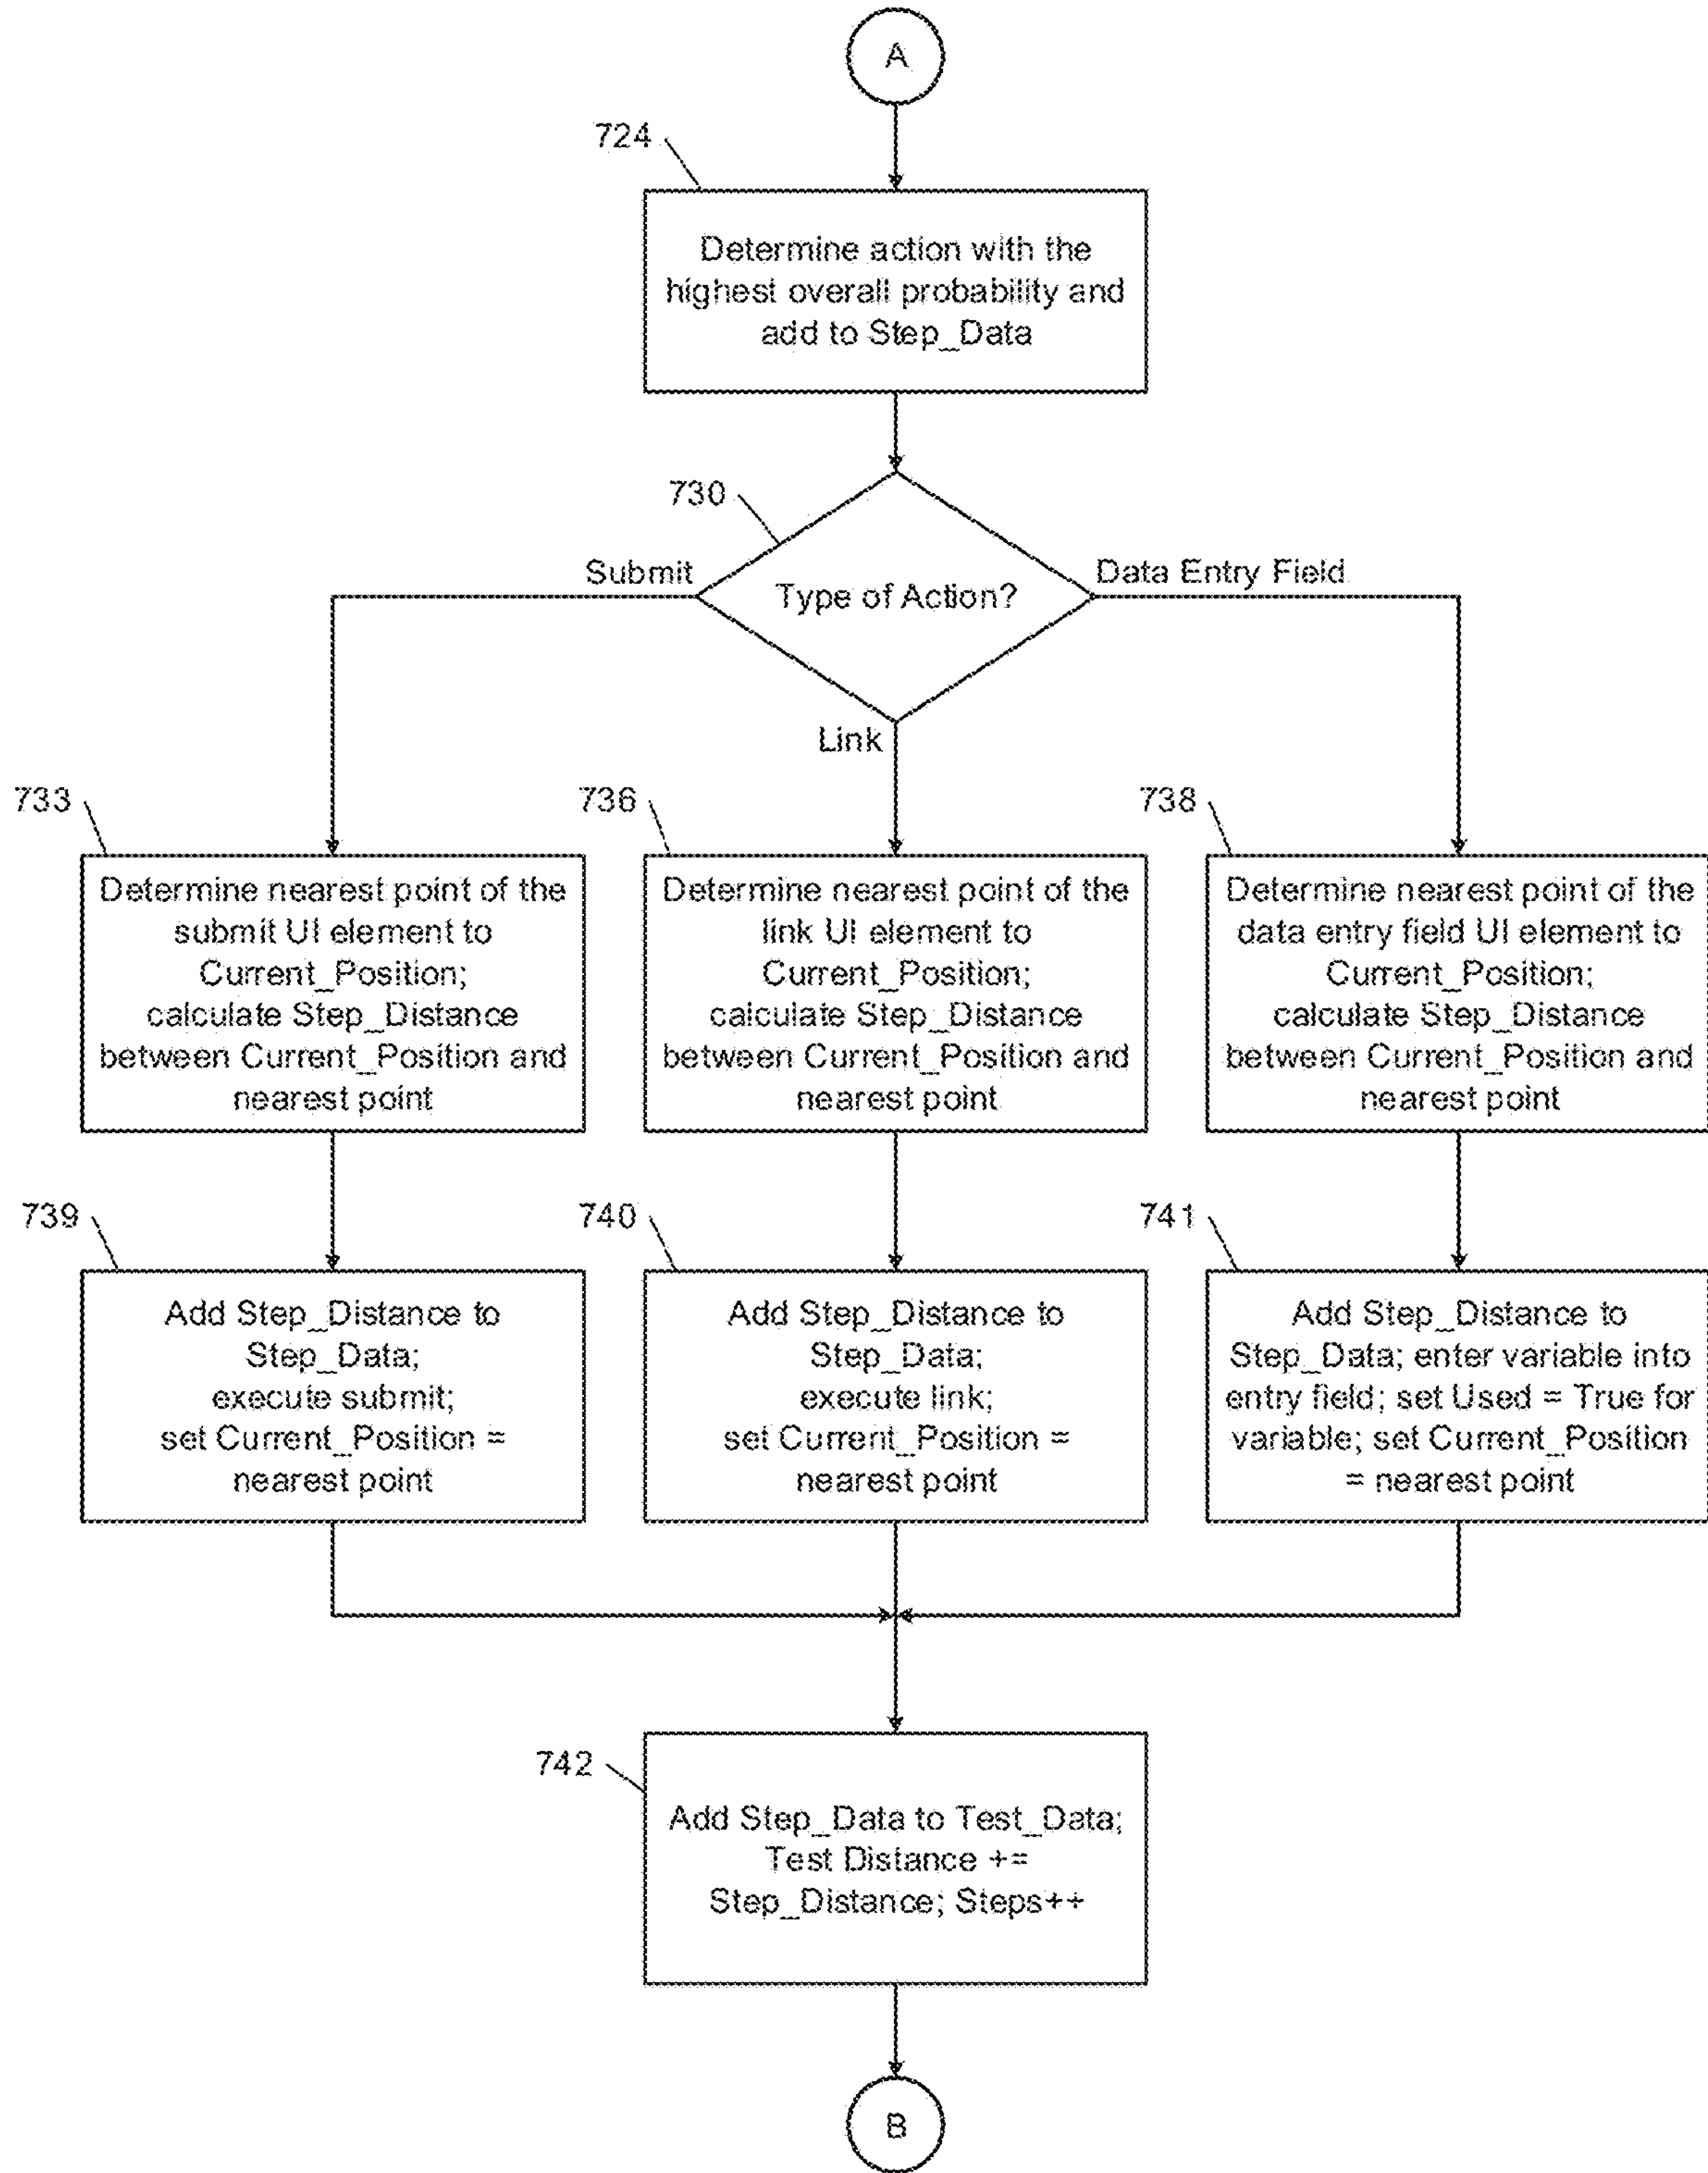 A
724
Determine action with the
highest overall probability and
add to Step_Data
730
Submit
Type of Action?
Data Entry Field
Link
733
Determine nearest point of the
submit UI element to
Current_Position;
calculate Step_Distance
between Current_Position and
nearest point
736
Determine nearest point of the
link UI element to
Current_Position;
calculate Step_Distance
between Current_Position and
nearest point
738
Determine nearest point of the
data entry field UI element to
Current_Position;
calculate Step_Distance
between Current_Position and
nearest point
739
Add Step_Distance to
Step_Data;
execute submit;
set Current_Position =
nearest point
740
Add Step_Distance to
Step_Data;
execute link;
set Current_Position =
nearest point
741
Add Step_Distance to
Step_Data; enter variable into
entry field; set Used = True for
variable; set Current_Position
= nearest point
742
Add Step_Data to Test_Data;
Test Distance +=
Step_Distance; Steps++
B